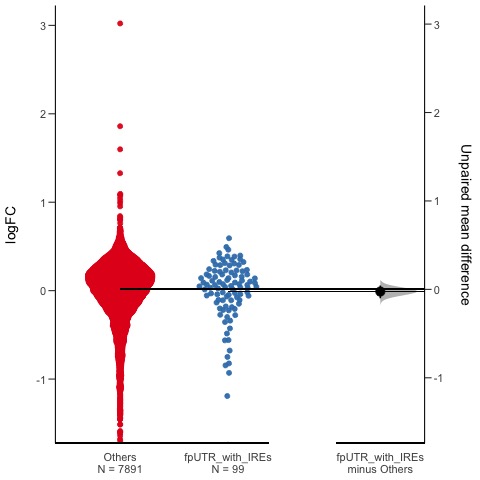 logFC
3
2
1
0
-1
3
2
1
0
-1
Unpaired mean difference
Others
N = 7891
fpUTR_with_IREs
N = 99
fpUTR_with_IREs
minus Others